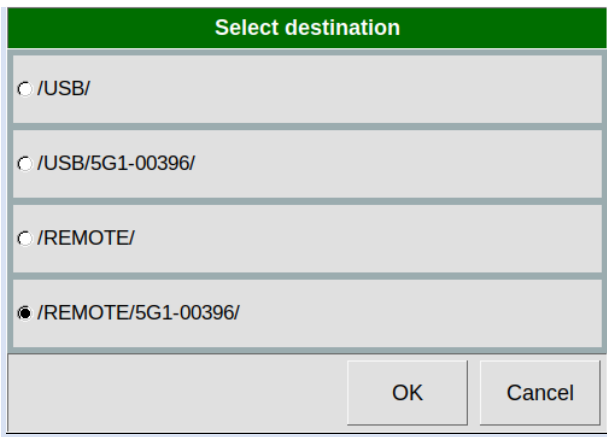 Select destination
/USB/
/USB/5G1-00396/
/REMOTE/
/REMOTE/5G1-00396/
OK Cancel